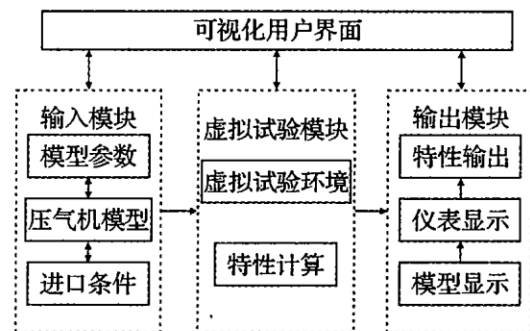 可视化用户界面
输入模块
模型参数
压气机模型
进口条件
虚拟试验模块
虚拟试验环境
特性计算
输出模块
特性输出
仪表显示
模型显示